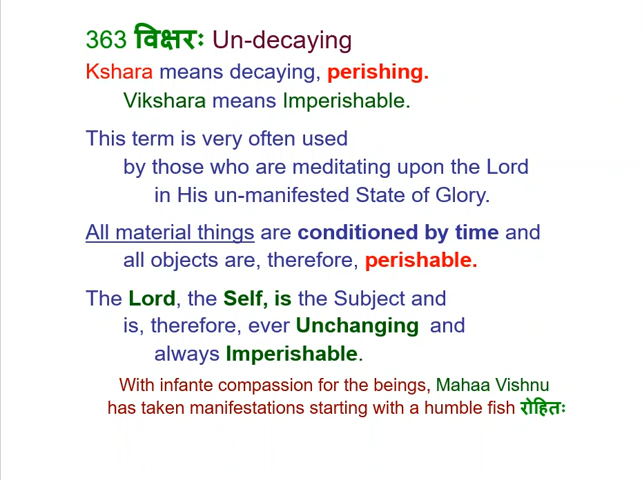 363 विक्षरः Un-decaying
Kshara means decaying, perishing.
Vikshara means Imperishable.
This term is very often used
by those who are meditating upon the Lord
in His un-manifested State of Glory.
All material things are conditioned by time and
all objects are, therefore, perishable.
The Lord, the Self, is the Subject and
is, therefore, ever Unchanging and
always Imperishable.
With infante compassion for the beings, Mahaa Vishnu
has taken manifestations starting with a humble fish रोहितः